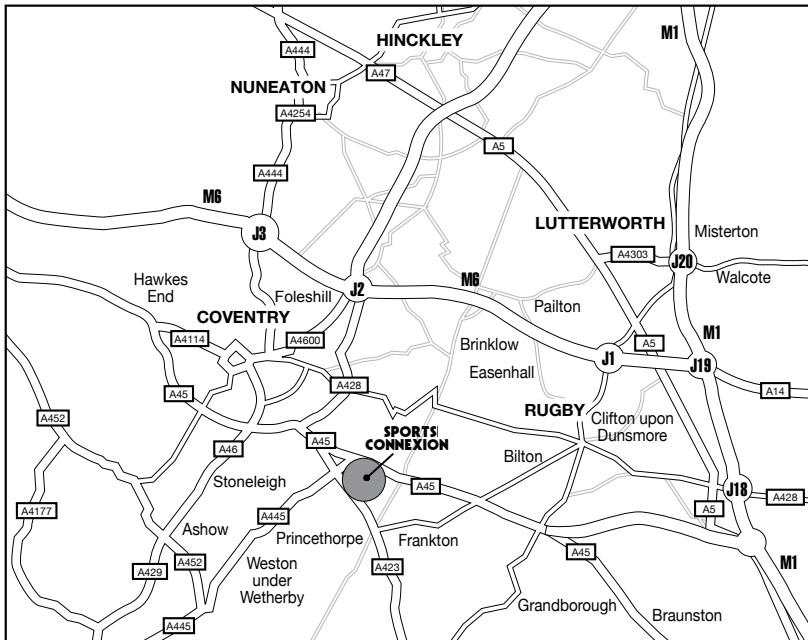 HINCKLEY
M1
A444
A47
NUNEATON
A4254
A5
A444
M6
LUTTERWORTH
Misterton
J3
A4303
J20
Walcote
Hawkes
End
Foleshill
J2
M6
Pailton
COVENTRY
A4600
A4114
Brinklow
A5
M1
J1
J19
Easenhall
A428
A14
A45
RUGBY
Clifton upon
Dunsmore
A452
SPORTS
CONNEXION
A45
A46
Bilton
Stoneleigh
A45
J18
A428
A4177
A445
A5
Ashow
Princethorpe
Frankton
A45
A452
Weston
under
Wetherby
A423
A429
M1
Grandborough
Braunston
A445